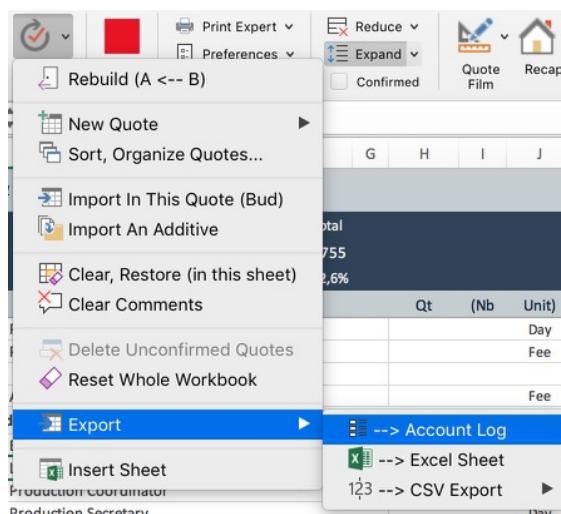 Print Expert
Reduce
Preferences
Expand
Confirmed
Quote
Film
Recap
Rebuild (A <-- B)
New Quote
Sort, Organize Quotes...
G H I J
Import In This Quote (Bud)
Import An Additive
755
2,6%
Clear, Restore (in this sheet)
Clear Comments
Qt (Nb Unit)
Day
Delete Unconfirmed Quotes
Fee
Reset Whole Workbook
Fee
Export
--> Account Log
Insert Sheet
--> Excel Sheet
123 --> CSV Export
Production Coordinator
Production Secretary
Day